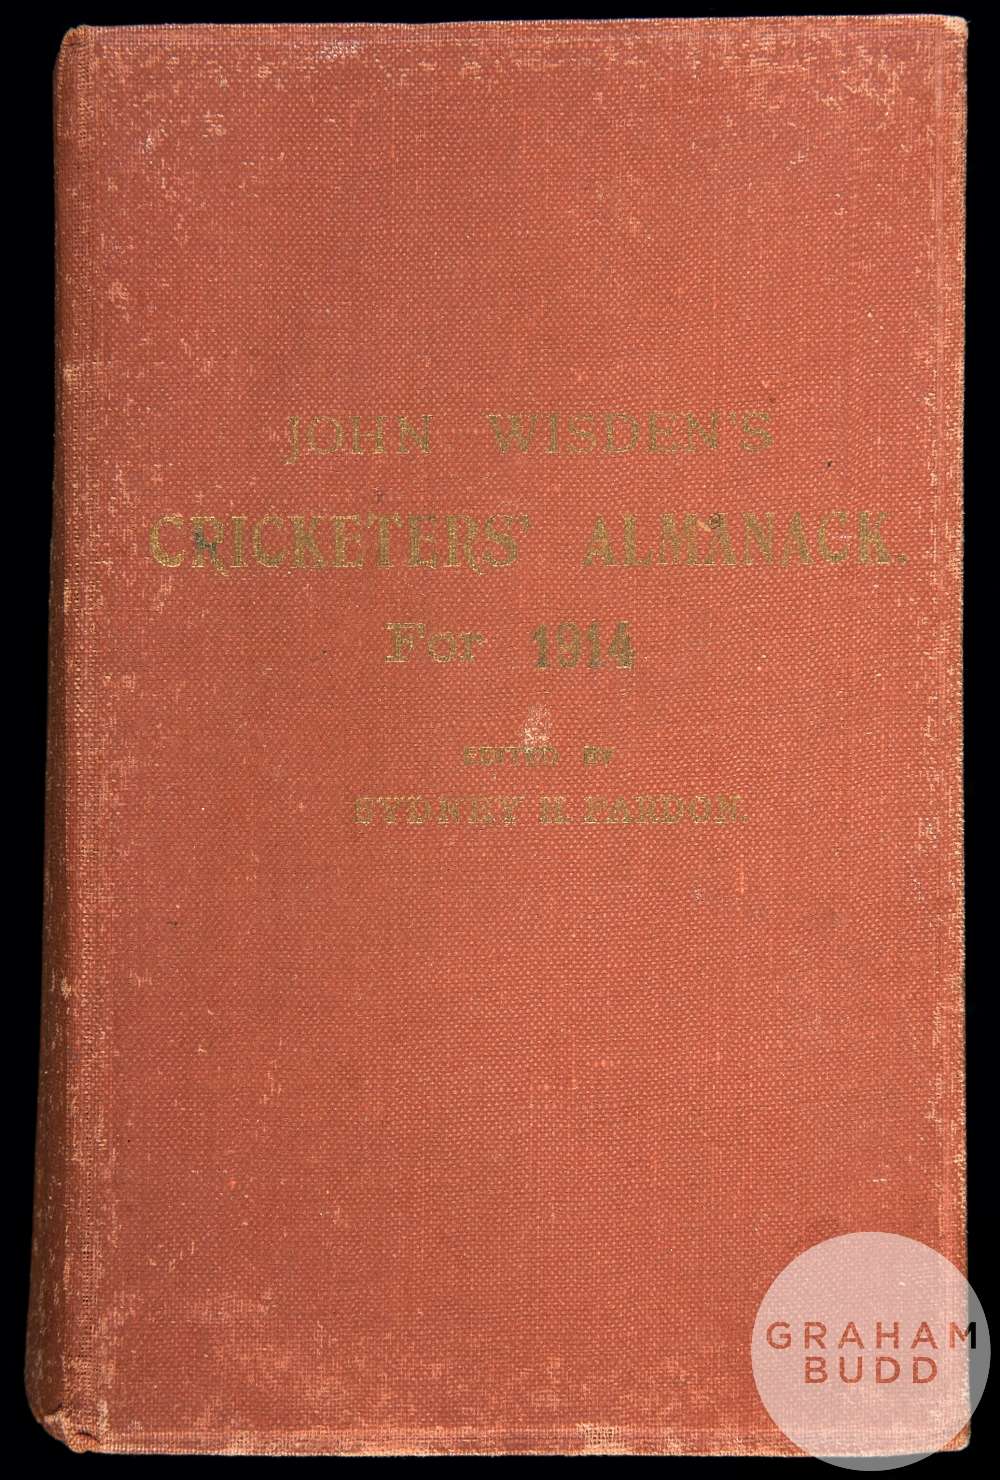 JOHN WISDEN'S
CRICKETERS' ALMANACK.
For 1914
EDITED BY
SYDNEY H. PARDON.
GRAHAM
BUDD